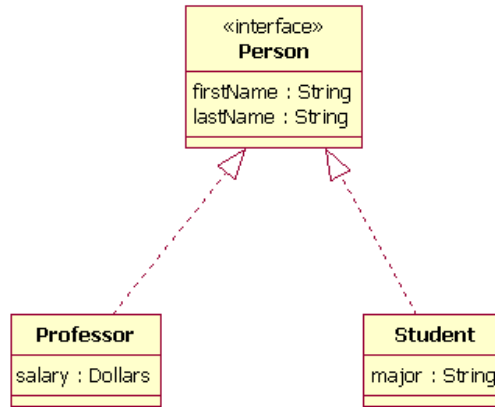 «interface»
Person
firstName : String
lastName : String
Professor
salary : Dollars
Student
major : String